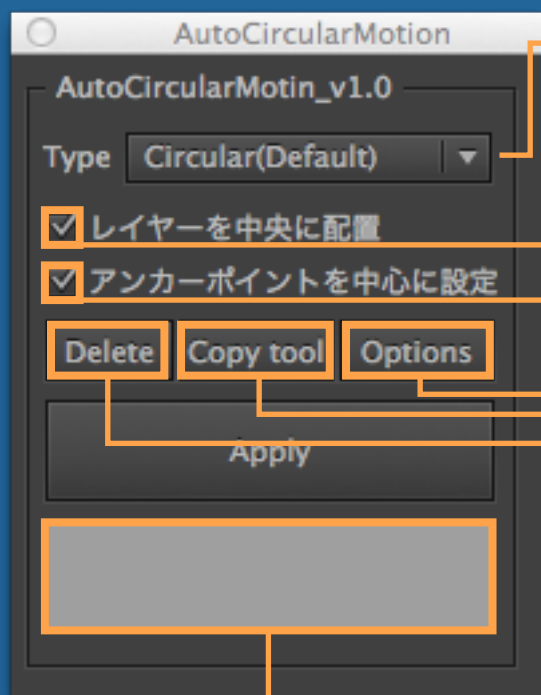 AutoCircularMotion
AutoCircularMotin_v1.0
Type Circular(Default)
レイヤーを中央に配置
アンカーポイントを中心に設定
Delete Copy tool Options
Apply